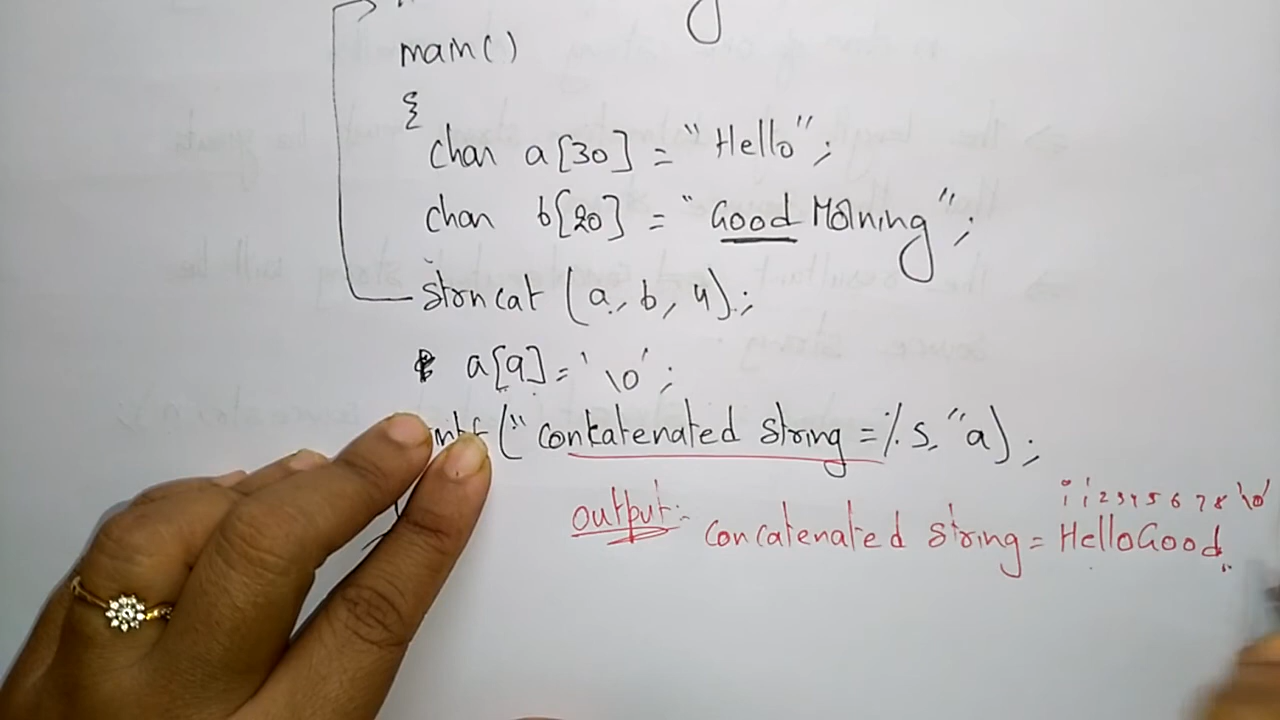 main()
{
char a[30] = "Hello";
char b[20] = "Good Morning";
strncat (a, b, 4);
a[9] = '\0';
printf ("concatenated string = %s, "a);
output:- concatenated string = HelloGood
0 1 2 3 4 5 6 7 8 \0